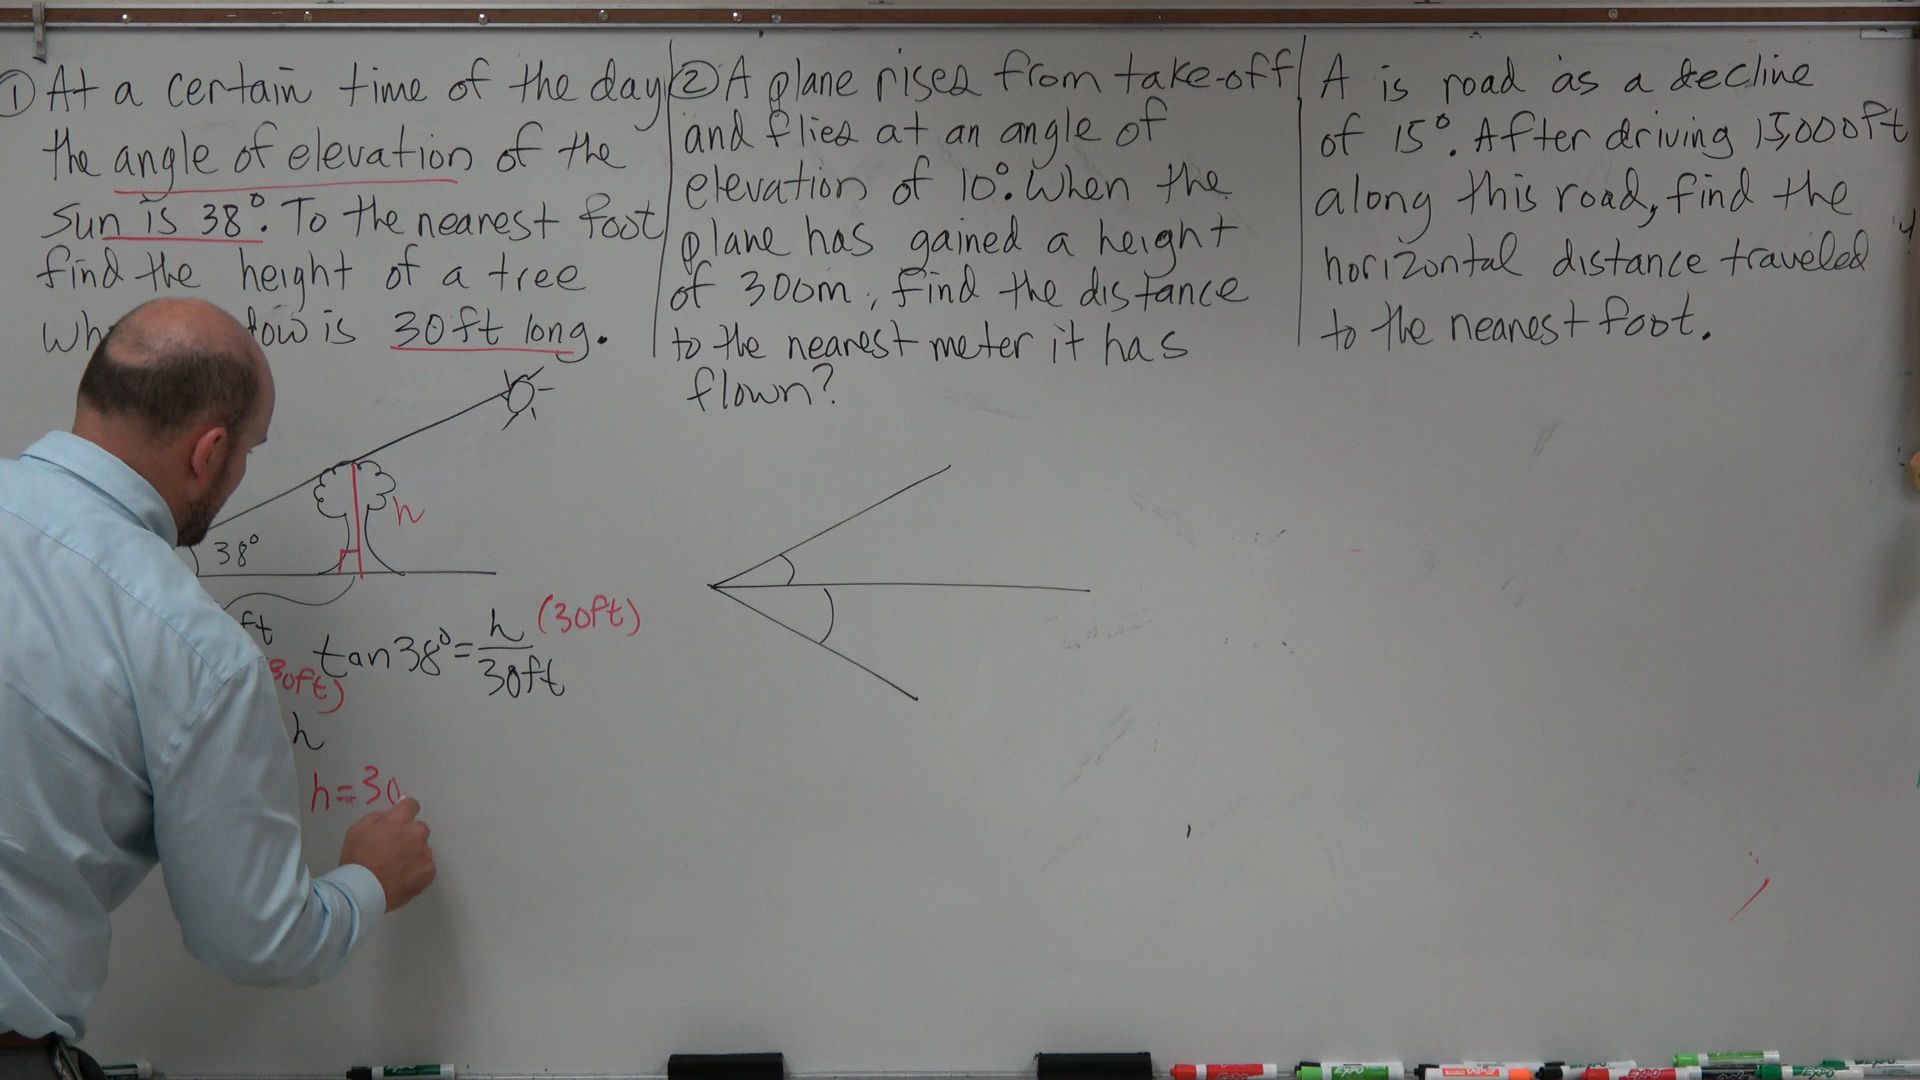 ① At a certain time of the day
the angle of elevation of the
sun is 38°. To the nearest foot
find the height of a tree
is 30ft long.
h
38°
ft
tan38° = h/30ft (30ft)
30ft)
h
h=30
② A plane rises from take-off
and flies at an angle of
elevation of 10°. When the
plane has gained a height
of 300m, find the distance
to the nearest meter it has
flown?
A is road as a decline
of 15°. After driving 15,000ft
along this road, find the
horizontal distance traveled
to the nearest foot.
EXPO
EXPO
EXPO